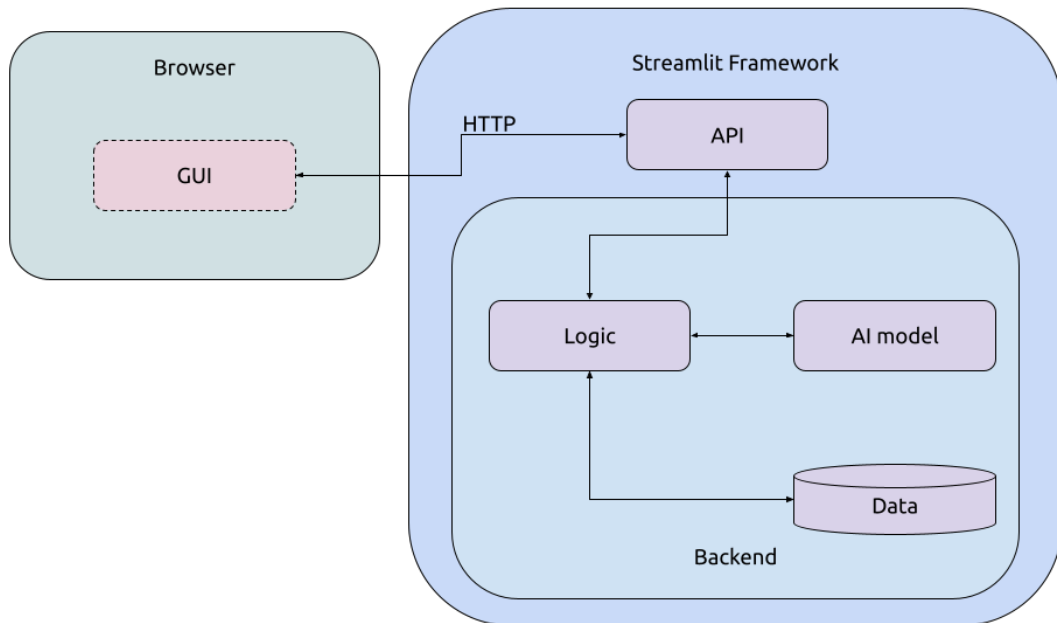 Browser
Streamlit Framework
HTTP
API
GUI
Logic
AI model
Data
Backend